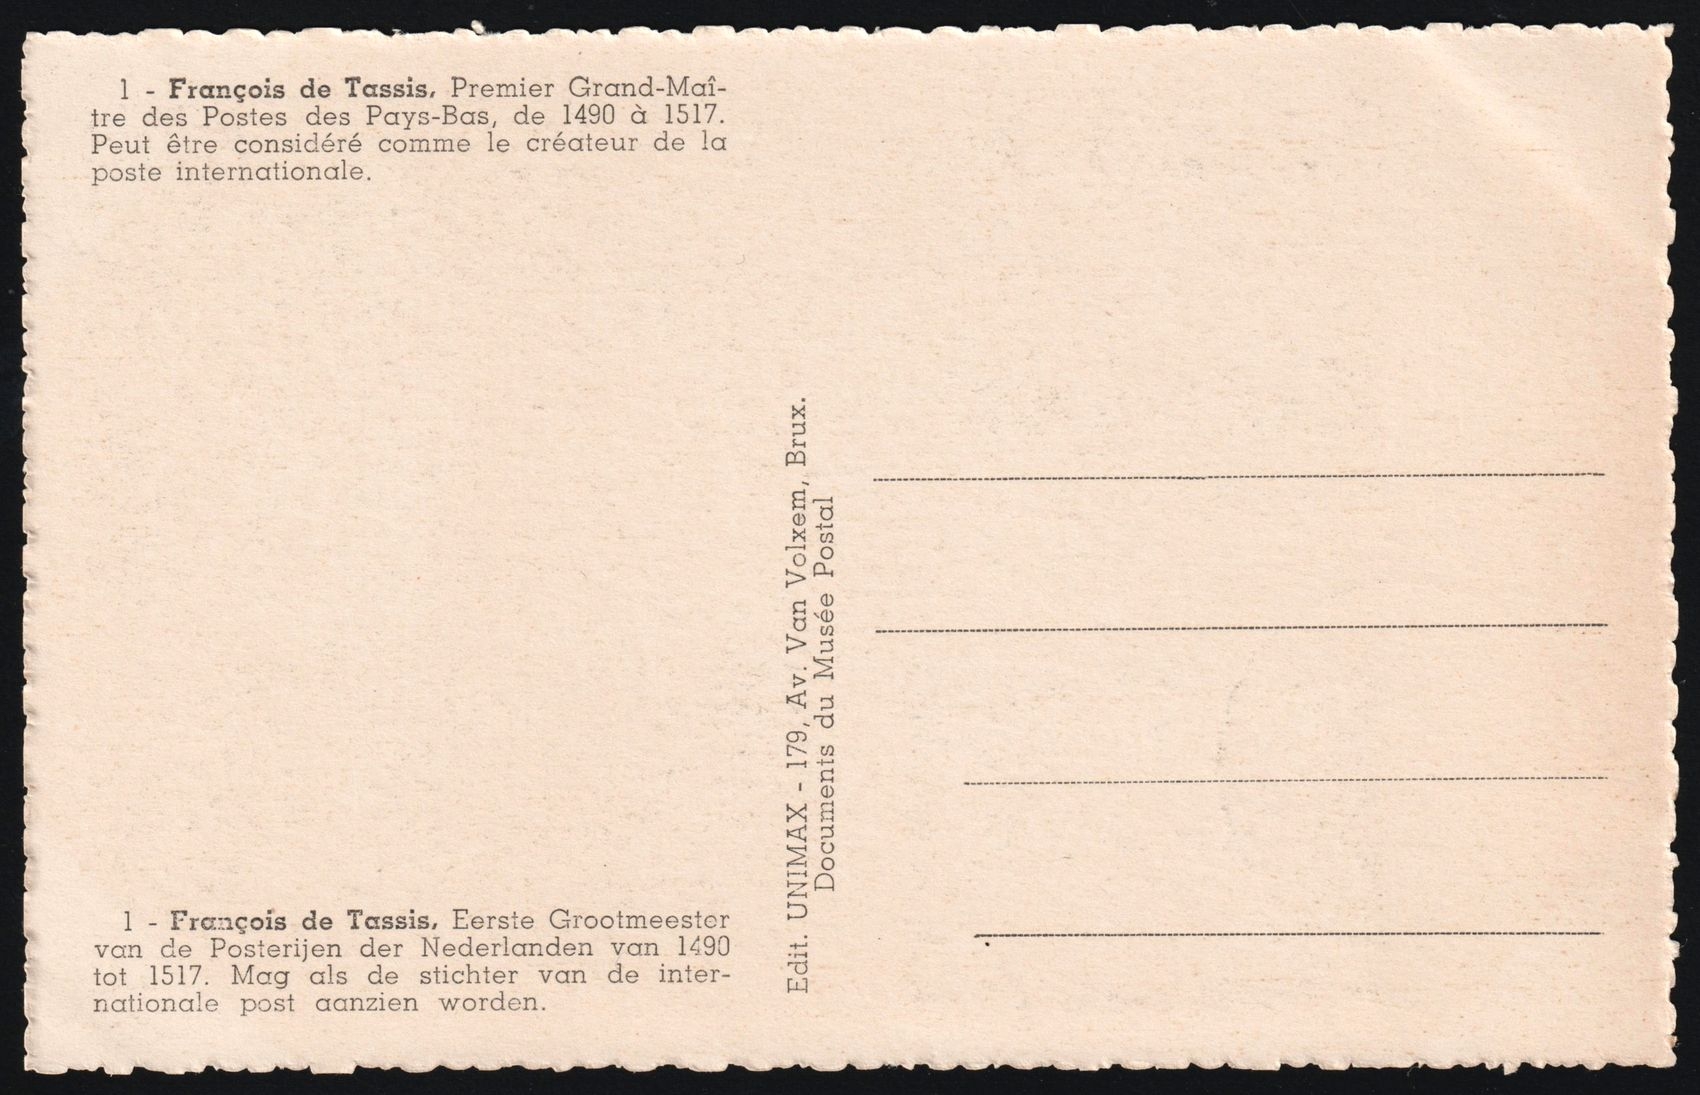 1 - François de Tassis, Premier Grand-Maî-
tre des Postes des Pays-Bas, de 1490 à 1517.
Peut être considéré comme le créateur de la
poste internationale.
Edit. UNIMAX - 179, Av. Van Volxem, Brux.
Documents du Musée Postal
1 - François de Tassis, Eerste Grootmeester
van de Posterijen der Nederlanden van 1490
tot 1517. Mag als de stichter van de inter-
nationale post aanzien worden.